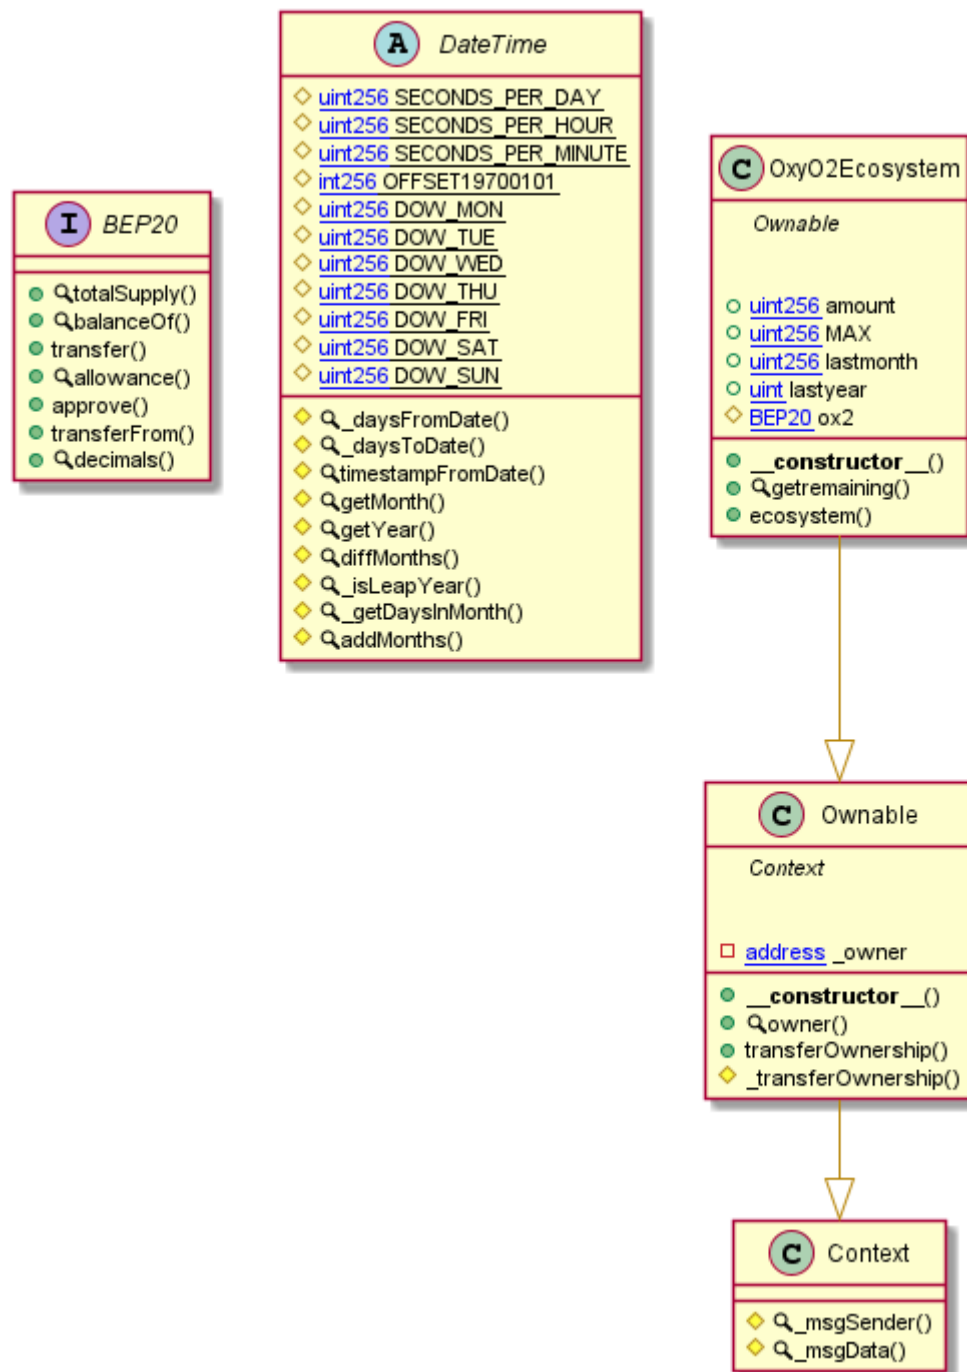 I BEP20
totalSupply()
balanceOf()
transfer()
allowance()
approve()
transferFrom()
decimals()
A DateTime
uint256 SECONDS_PER_DAY
uint256 SECONDS_PER_HOUR
uint256 SECONDS_PER_MINUTE
int256 OFFSET19700101
uint256 DOW_MON
uint256 DOW_TUE
uint256 DOW_WED
uint256 DOW_THU
uint256 DOW_FRI
uint256 DOW_SAT
uint256 DOW_SUN
_daysFromDate()
_daysToDate()
timestampFromDate()
getMonth()
getYear()
diffMonths()
_isLeapYear()
_getDaysInMonth()
addMonths()
C OxyO2Ecosystem
Ownable
uint256 amount
uint256 MAX
uint256 lastmonth
uint lastyear
BEP20 ox2
__constructor__()
getremaining()
ecosystem()
C Ownable
Context
address _owner
__constructor__()
owner()
transferOwnership()
_transferOwnership()
C Context
_msgSender()
_msgData()